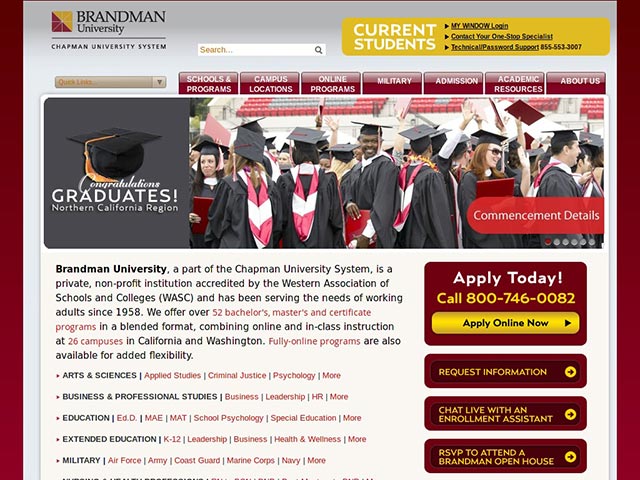 BRANDMAN
University
CHAPMAN UNIVERSITY SYSTEM
Search...
CURRENT
STUDENTS
MY WINDOW Login
Contact Your One-Stop Specialist
Technical/Password Support 855-553-3007
Quick Links...
SCHOOLS &
PROGRAMS
CAMPUS
LOCATIONS
ONLINE
PROGRAMS
MILITARY
ADMISSION
ACADEMIC
RESOURCES
ABOUT US
Congratulations
GRADUATES!
Northern California Region
Commencement Details
Brandman University, a part of the Chapman University System, is a
private, non-profit institution accredited by the Western Association of
Schools and Colleges (WASC) and has been serving the needs of working
adults since 1958. We offer over 52 bachelor's, master's and certificate
programs in a blended format, combining online and in-class instruction
at 26 campuses in California and Washington. Fully-online programs are also
available for added flexibility.
ARTS & SCIENCES | Applied Studies | Criminal Justice | Psychology | More
BUSINESS & PROFESSIONAL STUDIES | Business | Leadership | HR | More
EDUCATION | Ed.D. | MAE | MAT | School Psychology | Special Education | More
EXTENDED EDUCATION | K-12 | Leadership | Business | Health & Wellness | More
MILITARY | Air Force | Army | Coast Guard | Marine Corps | Navy | More
Apply Today!
Call 800-746-0082
Apply Online Now
REQUEST INFORMATION
CHAT LIVE WITH AN
ENROLLMENT ASSISTANT
RSVP TO ATTEND A
BRANDMAN OPEN HOUSE